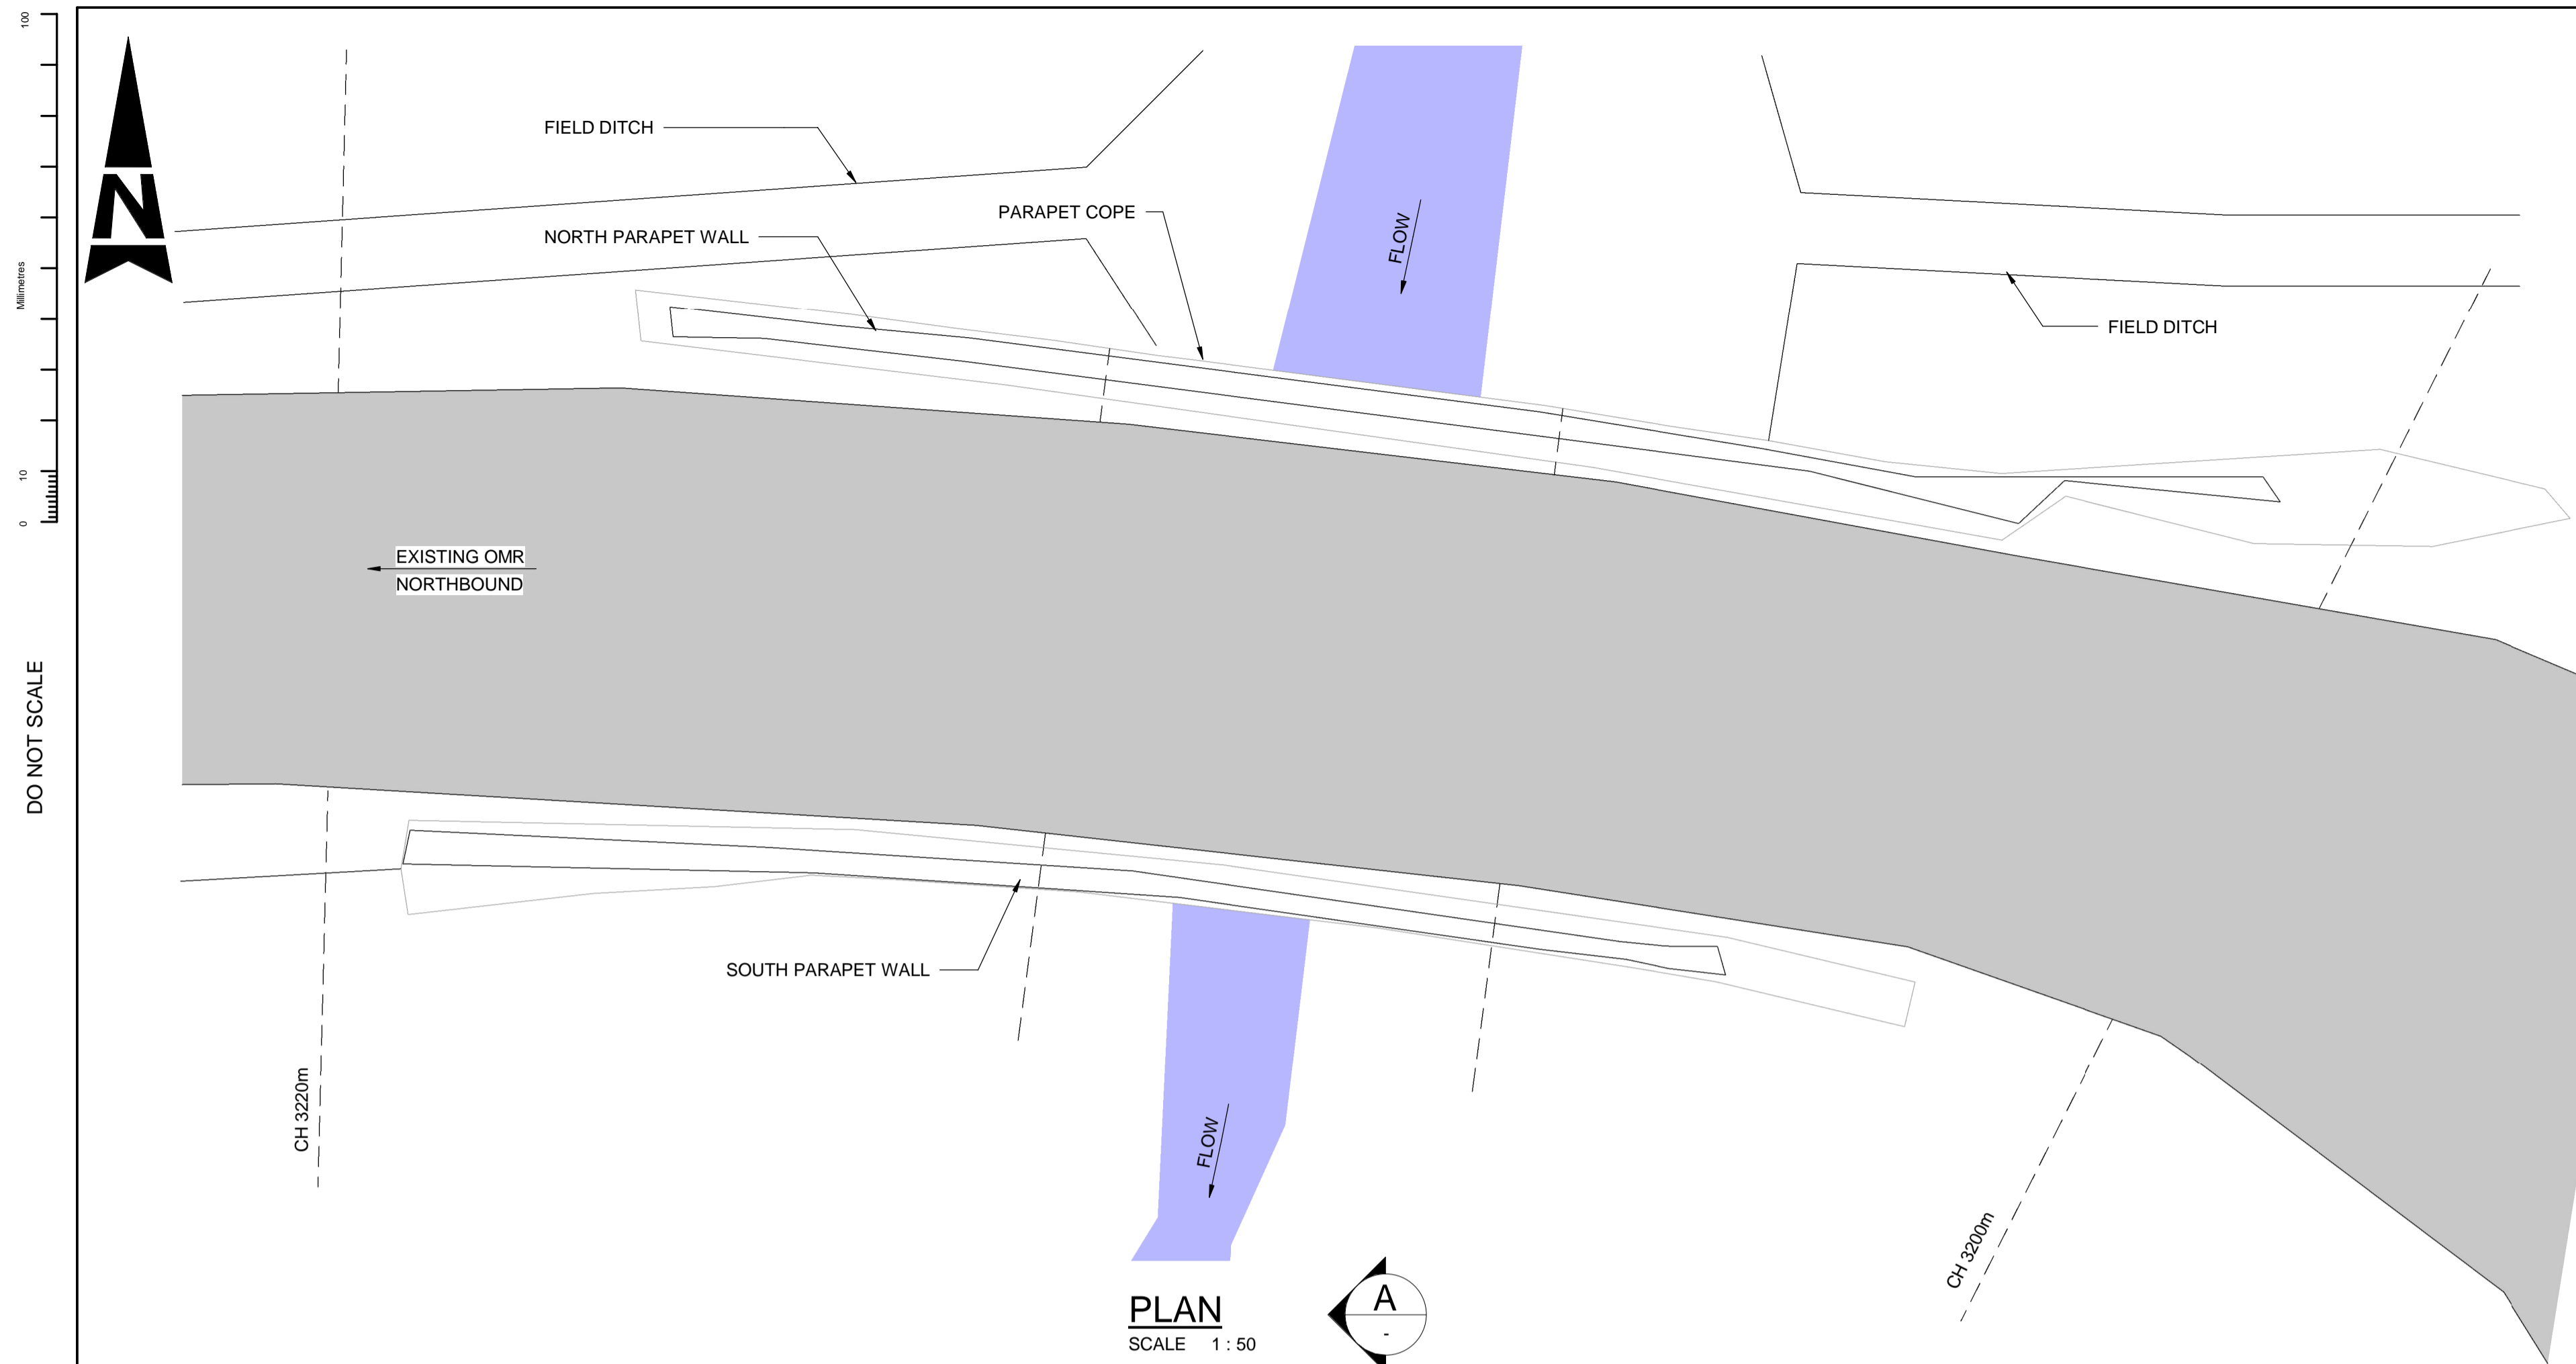 100
Millimetres
10
0
DO NOT SCALE
N
FIELD DITCH
PARAPET COPE
NORTH PARAPET WALL
FLOW
FIELD DITCH
EXISTING OMR
NORTHBOUND
SOUTH PARAPET WALL
CH 3220m
FLOW
CH 3200m
PLAN
SCALE 1 : 50
A
-